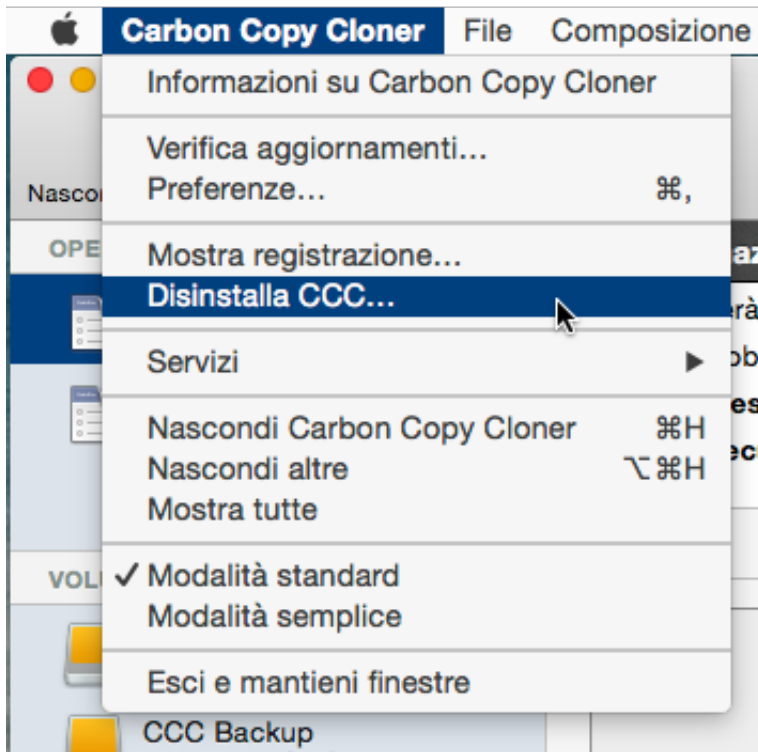 Carbon Copy Cloner File Composizione
Informazioni su Carbon Copy Cloner
Verifica aggiornamenti...
Preferenze... ⌘,
Mostra registrazione...
Disinstalla CCC...
Servizi ▶
Nascondi Carbon Copy Cloner ⌘H
Nascondi altre ⌥⌘H
Mostra tutte
✓ Modalità standard
Modalità semplice
Esci e mantieni finestre
CCC Backup